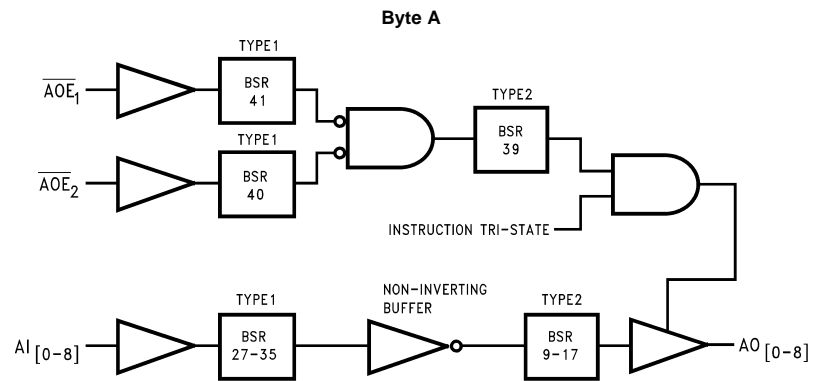 Byte A
TYPE1
AOE1
BSR
41
TYPE2
BSR
39
TYPE1
AOE2
BSR
40
INSTRUCTION TRI-STATE
NON-INVERTING
BUFFER
TYPE1
TYPE2
AI[0-8]
BSR
27-35
BSR
9-17
AO[0-8]